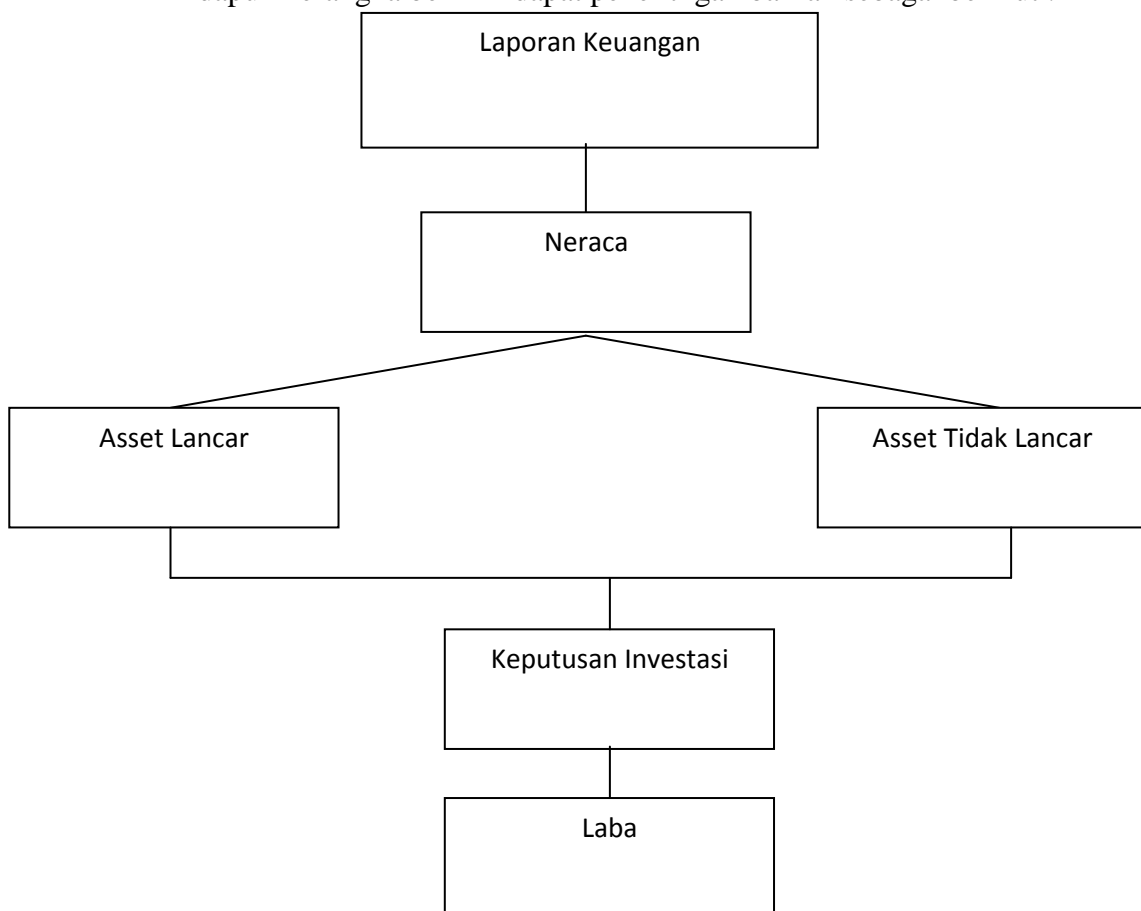 Laporan Keuangan
Neraca
Asset Lancar
Asset Tidak Lancar
Keputusan Investasi
Laba